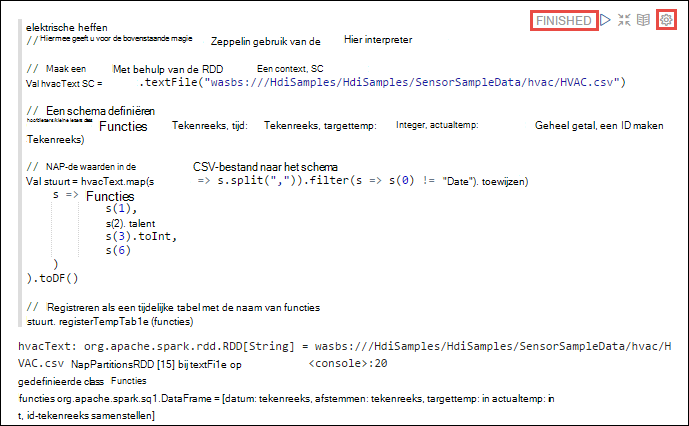 FINISHED
elektrische heffen
// Hiermee geeft u voor de bovenstaande magie Zeppelin gebruik van de Hier interpreter
// Maak een Met behulp van de RDD Een context, SC
Val hvacText SC = .textFile("wasbs:///HdiSamples/HdiSamples/SensorSampleData/hvac/HVAC.csv")
// Een schema definiëren
hoofdletters/kleine letters class Functies Tekenreeks, tijd: Tekenreeks, targettemp: Integer, actualtemp: Geheel getal, een ID maken
Tekenreeks)
// NAP-de waarden in de CSV-bestand naar het schema
Val stuurt = hvacText.map(s => s.split(",")).filter(s => s(0) != "Date"). toewijzen)
s => Functies
s(1),
s(2). talent
s(3).toInt,
s(6)
)
).toDF()
// Registreren als een tijdelijke tabel met de naam van functies
stuurt. registerTempTab1e (functies)
hvacText: org.apache.spark.rdd.RDD[String] = wasbs:///HdiSamples/HdiSamples/SensorSampleData/hvac/H
VAC.csv NapPartitionsRDD [15] bij textFi1e op <console>:20
gedefinieerde class Functies
functies org.apache.spark.sq1.DataFrame = [datum: tekenreeks, afstemmen: tekenreeks, targettemp: in actualtemp: in
t, id-tekenreeks samenstellen]